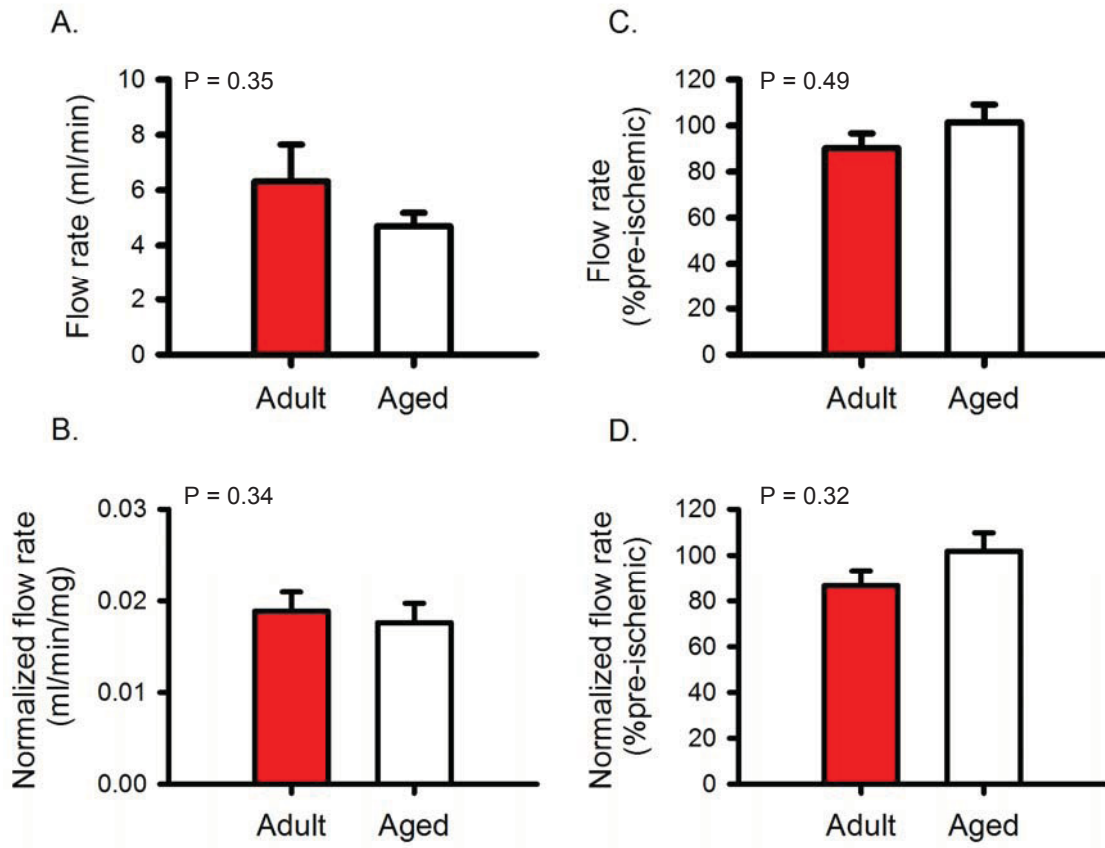 A.
P = 0.35
Flow rate (ml/min)
10
8
6
4
2
0
Adult Aged
B.
P = 0.34
Normalized flow rate
(ml/min/mg)
0.03
0.02
0.01
0.00
Adult Aged
C.
P = 0.49
Flow rate
(%pre-ischemic)
120
100
80
60
40
20
0
Adult Aged
D.
P = 0.32
Normalized flow rate
(%pre-ischemic)
120
100
80
60
40
20
0
Adult Aged